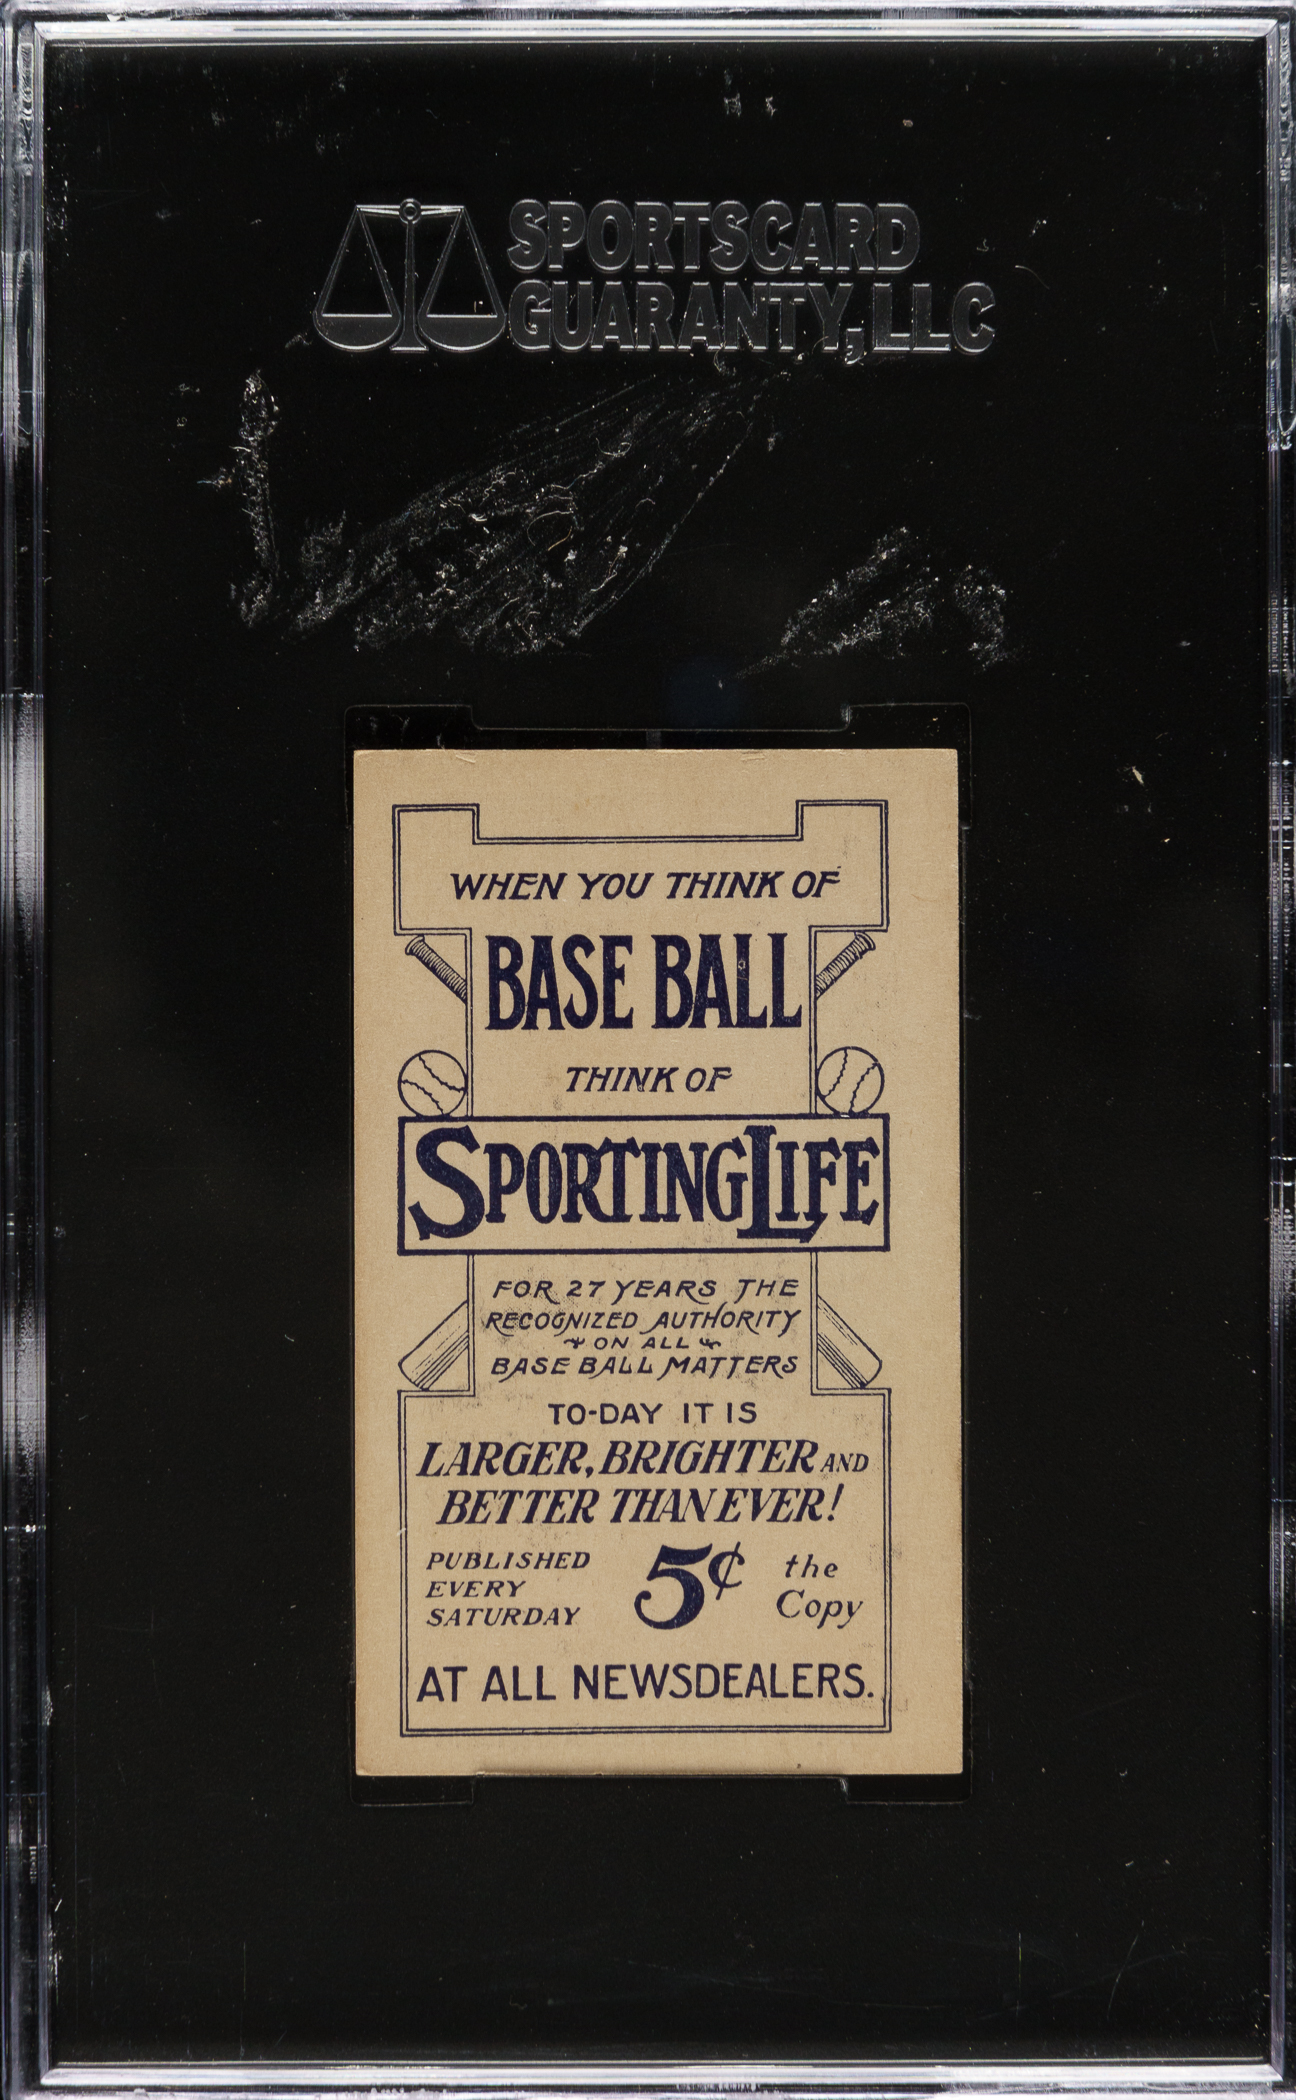 SPORTSCARD
GUARANTY, LLC
WHEN YOU THINK OF
BASE BALL
THINK OF
SPORTING LIFE
FOR 27 YEARS THE
RECOGNIZED AUTHORITY
ON ALL
BASE BALL MATTERS
TO-DAY IT IS
LARGER, BRIGHTER AND
BETTER THAN EVER!
PUBLISHED
EVERY
SATURDAY
5¢
the
Copy
AT ALL NEWSDEALERS.